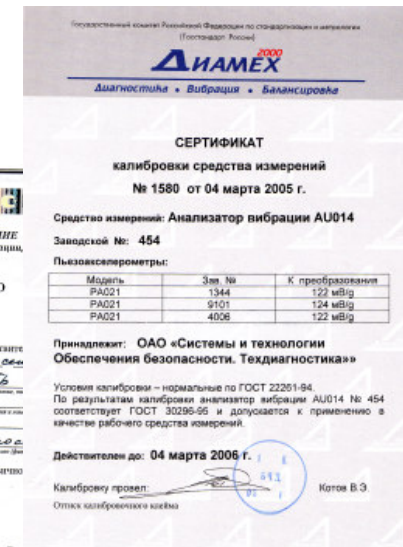 Государственный комитет Российской Федерации по стандартизации и метрологии
(Госстандарт России)
ДИАМЕХ 2000
Диагностика • Вибрация • Балансировка
СЕРТИФИКАТ
калибровки средства измерений
№ 1580 от 04 марта 2005 г.
Средство измерений: Анализатор вибрации AU014
Заводской №: 454
Пьезоакселерометры:
Модель Зав. № К преобразования
PA021 1344 122 мВ/g
PA021 9101 124 мВ/g
PA021 4006 122 мВ/g
Принадлежит: ОАО «Системы и технологии
Обеспечения безопасности. Техдиагностика»»
Условия калибровки – нормальные по ГОСТ 22261-94.
По результатам калибровки анализатор вибрации AU014 № 454
соответствует ГОСТ 30296-95 и допускается к применению в
качестве рабочего средства измерений.
Действителен до: 04 марта 2006 г.
Калибровку провел: Котов В.Э.
Оттиск калибровочного клейма